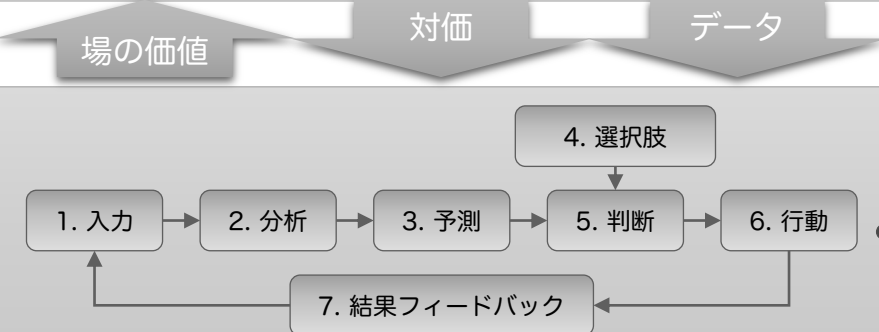 場の価値
対価
データ
4. 選択肢
1. 入力
2. 分析
3. 予測
5. 判断
6. 行動
7. 結果フィードバック